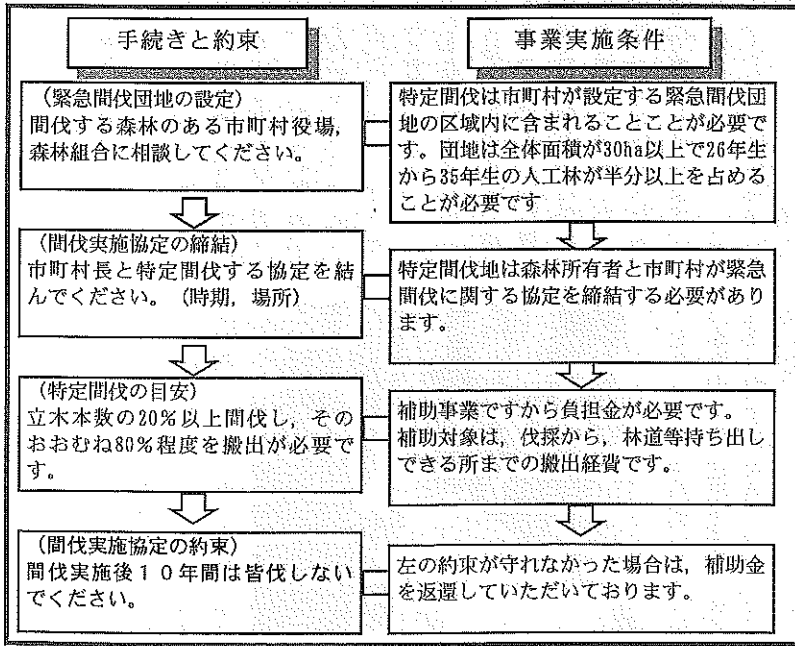 手続きと約束
事業実施条件
(緊急間伐団地の設定)
間伐する森林のある市町村役場,
森林組合に相談してください。
特定間伐は市町村が設定する緊急間伐団
地の区域内に含まれることことが必要で
す。団地は全体面積が30ha以上で26年生
から35年生の人工林が半分以上を占めるこ
とが必要です
(間伐実施協定の締結)
市町村長と特定間伐する協定を結
んでください。(時期,場所)
特定間伐地は森林所有者と市町村が緊急
間伐に関する協定を締結する必要があり
ます。
(特定間伐の目安)
立木本数の20%以上間伐し,その
おおむね80%程度を搬出が必要で
す。
補助事業ですから負担金が必要です。
補助対象は,伐採から,林道等持ち出し
できる所までの搬出経費です。
(間伐実施協定の約束)
間伐実施後10年間は皆伐しない
でください。
左の約束が守れなかった場合は,補助金
を返還していただいております。